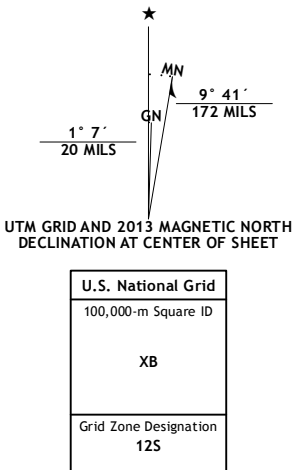 ★
MN
9° 41´
172 MILS
GN
1° 7´
20 MILS
UTM GRID AND 2013 MAGNETIC NORTH
DECLINATION AT CENTER OF SHEET
U.S. National Grid
100,000-m Square ID
XB
Grid Zone Designation
12S